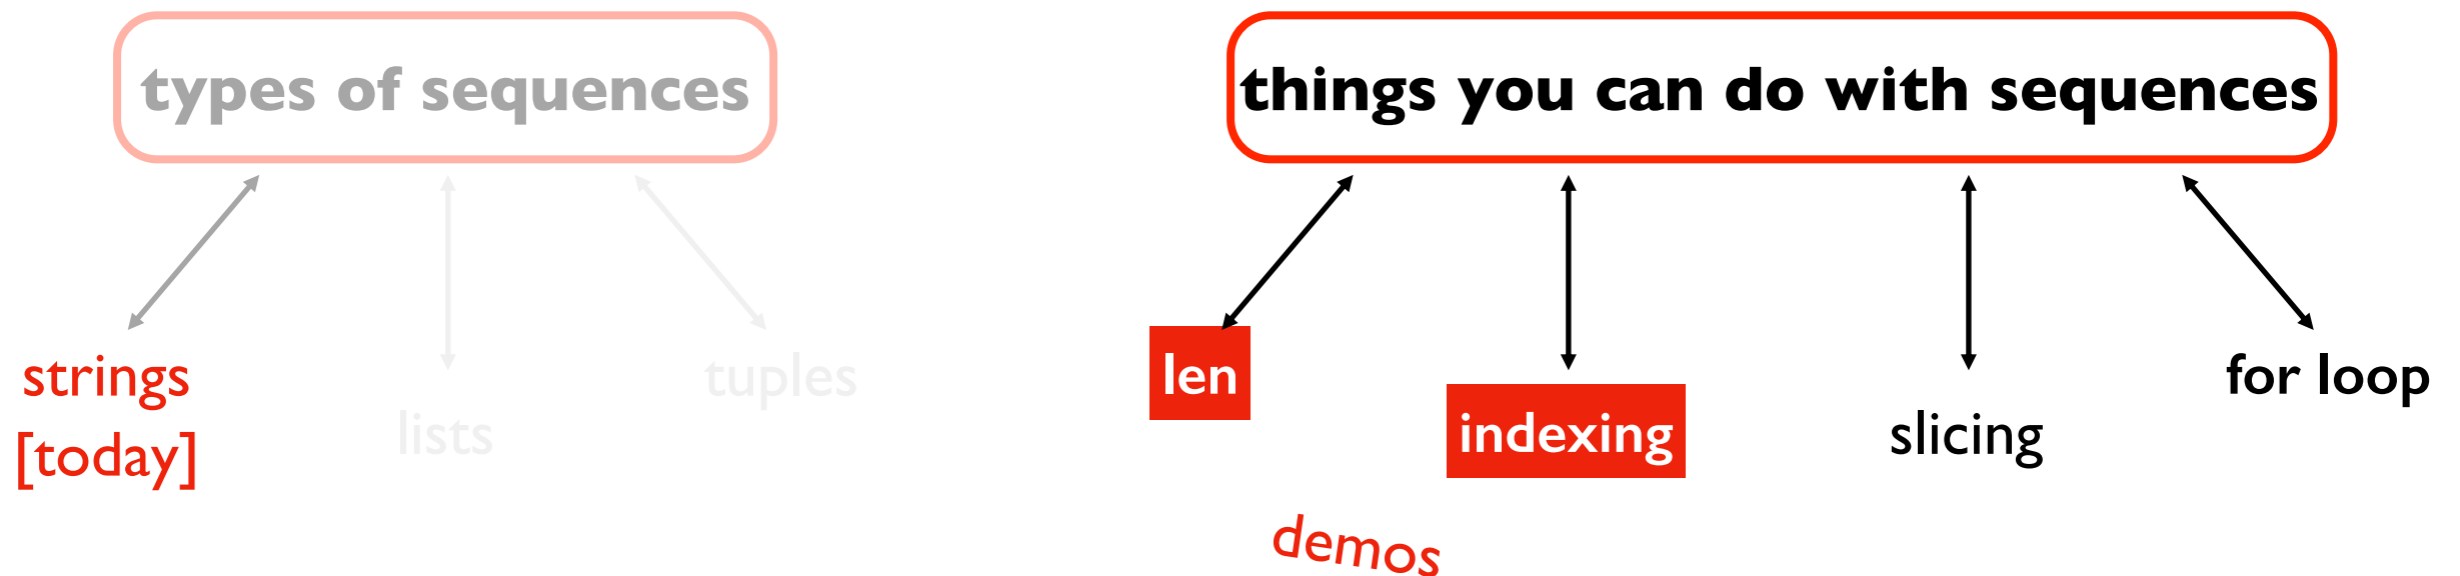 types of sequences
things you can do with sequences
strings
[today]
lists
tuples
len
indexing
slicing
for loop
demos